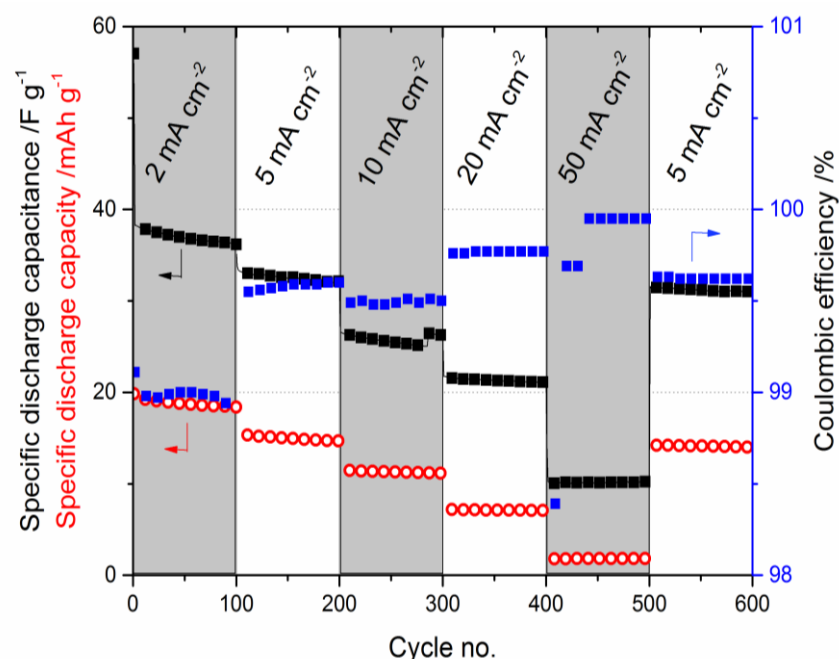 Specific discharge capacitance /F g⁻¹
Specific discharge capacity /mAh g⁻¹
60
40
20
0
2 mA cm⁻²
5 mA cm⁻²
10 mA cm⁻²
20 mA cm⁻²
50 mA cm⁻²
5 mA cm⁻²
101
100
99
98
Coulombic efficiency /%
0
100
200
300
400
500
600
Cycle no.